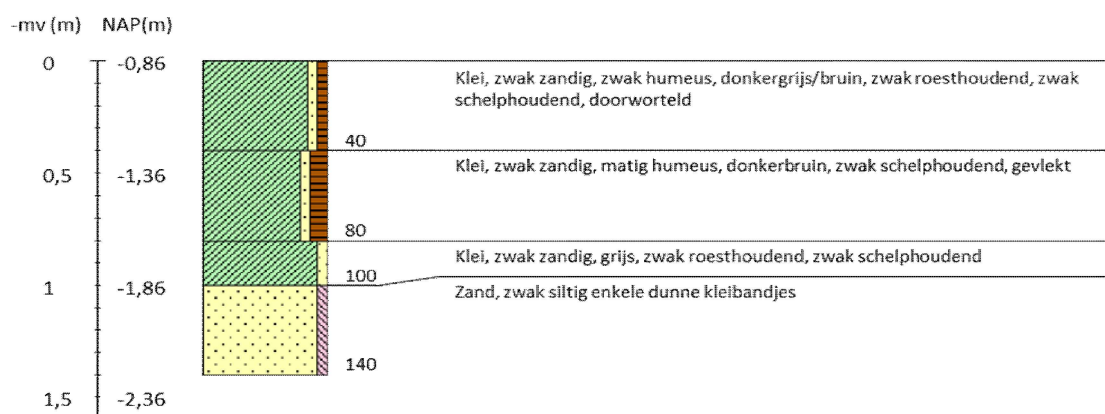 -mv (m) NAP(m)
0 -0,86
Klei, zwak zandig, zwak humeus, donkergrijs/bruin, zwak roesthoudend, zwak
schelphoudend, doorworteld
40
Klei, zwak zandig, matig humeus, donkerbruin, zwak schelphoudend, gevlekt
0,5 -1,36
80
Klei, zwak zandig, grijs, zwak roesthoudend, zwak schelphoudend
100
1 -1,86
Zand, zwak siltig enkele dunne kleibandjes
140
1,5 -2,36